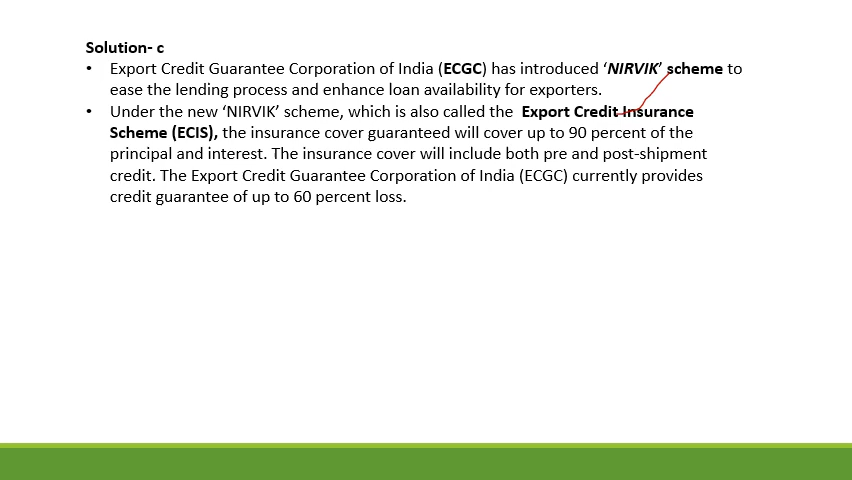 Solution- c
• Export Credit Guarantee Corporation of India (ECGC) has introduced ‘NIRVIK’ scheme to
ease the lending process and enhance loan availability for exporters.
• Under the new ‘NIRVIK’ scheme, which is also called the Export Credit Insurance
Scheme (ECIS), the insurance cover guaranteed will cover up to 90 percent of the
principal and interest. The insurance cover will include both pre and post-shipment
credit. The Export Credit Guarantee Corporation of India (ECGC) currently provides
credit guarantee of up to 60 percent loss.